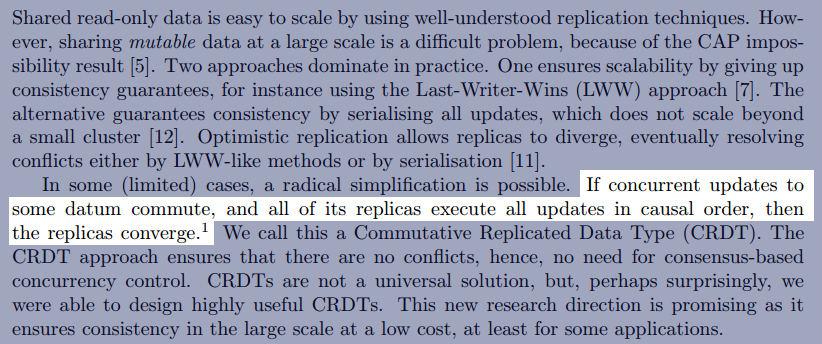 Shared read-only data is easy to scale by using well-understood replication techniques. How-
ever, sharing mutable data at a large scale is a difficult problem, because of the CAP impos-
sibility result [5]. Two approaches dominate in practice. One ensures scalability by giving up
consistency guarantees, for instance using the Last-Writer-Wins (LWW) approach [7]. The
alternative guarantees consistency by serialising all updates, which does not scale beyond
a small cluster [12]. Optimistic replication allows replicas to diverge, eventually resolving
conflicts either by LWW-like methods or by serialisation [11].
In some (limited) cases, a radical simplification is possible. If concurrent updates to
some datum commute, and all of its replicas execute all updates in causal order, then
the replicas converge.1 We call this a Commutative Replicated Data Type (CRDT). The
CRDT approach ensures that there are no conflicts, hence, no need for consensus-based
concurrency control. CRDTs are not a universal solution, but, perhaps surprisingly, we
were able to design highly useful CRDTs. This new research direction is promising as it
ensures consistency in the large scale at a low cost, at least for some applications.